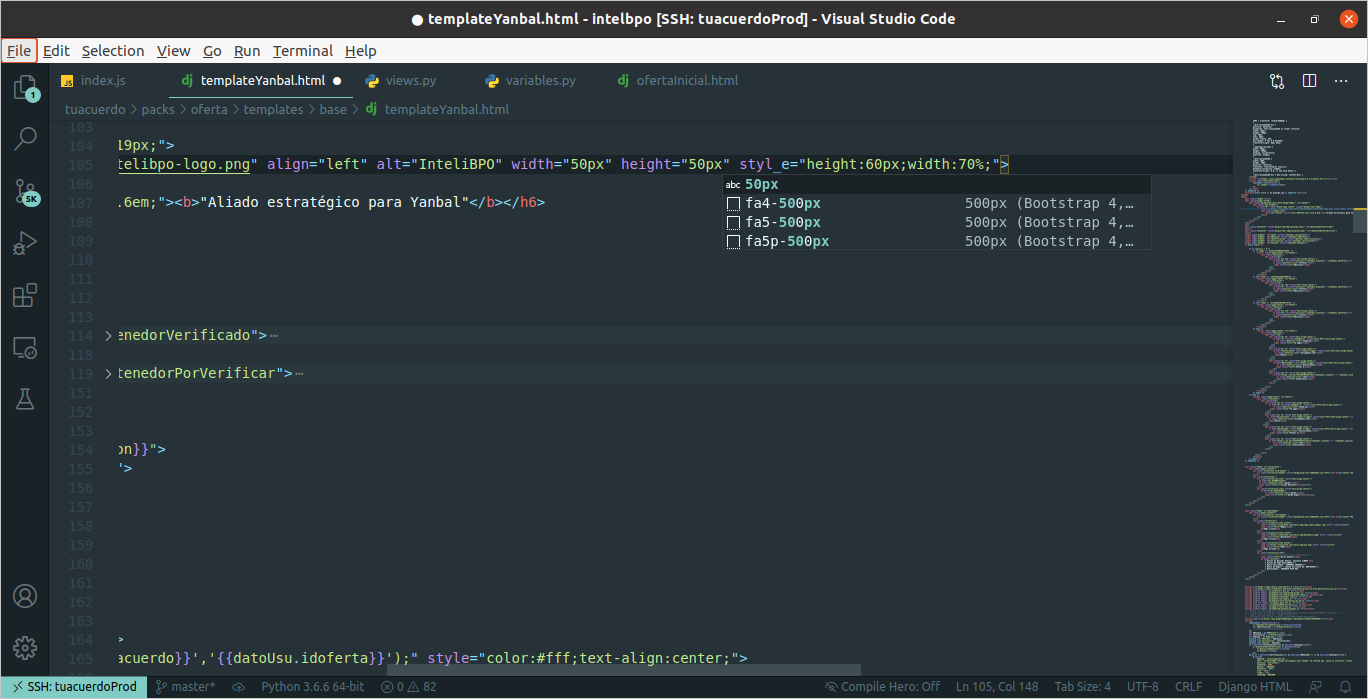 templateYanbal.html - intelbpo [SSH: tuacuerdoProd] - Visual Studio Code
File Edit Selection View Go Run Terminal Help
index.js templateYanbal.html views.py variables.py ofertaInicial.html
tuacuerdo > packs > oferta > templates > base > templateYanbal.html
103
104 19px;">
105 telibpo-logo.png" align="left" alt="InteliBPO" width="50px" height="50px" styl_e="height:60px;width:70%;">
106
abc 50px
107 .6em;"><b>"Aliado estratégico para Yanbal"</b></h6>
fa4-500px 500px (Bootstrap 4,…
108
fa5-500px 500px (Bootstrap 4,…
109
fa5p-500px 500px (Bootstrap 4,…
110
111
112
113
114 enedorVerificado"> ⋯
118
119 tenedorPorVerificar"> ⋯
151
152
153
154 on}}">
155 ">
156
157
158
159
160
161
162
163
164 >
165 acuerdo}}','{{datoUsu.idoferta}}');" style="color:#fff;text-align:center;">
1
5K
SSH: tuacuerdoProd master* Python 3.6.6 64-bit 0 82 Compile Hero: Off Ln 105, Col 148 Tab Size: 4 UTF-8 CRLF Django HTML